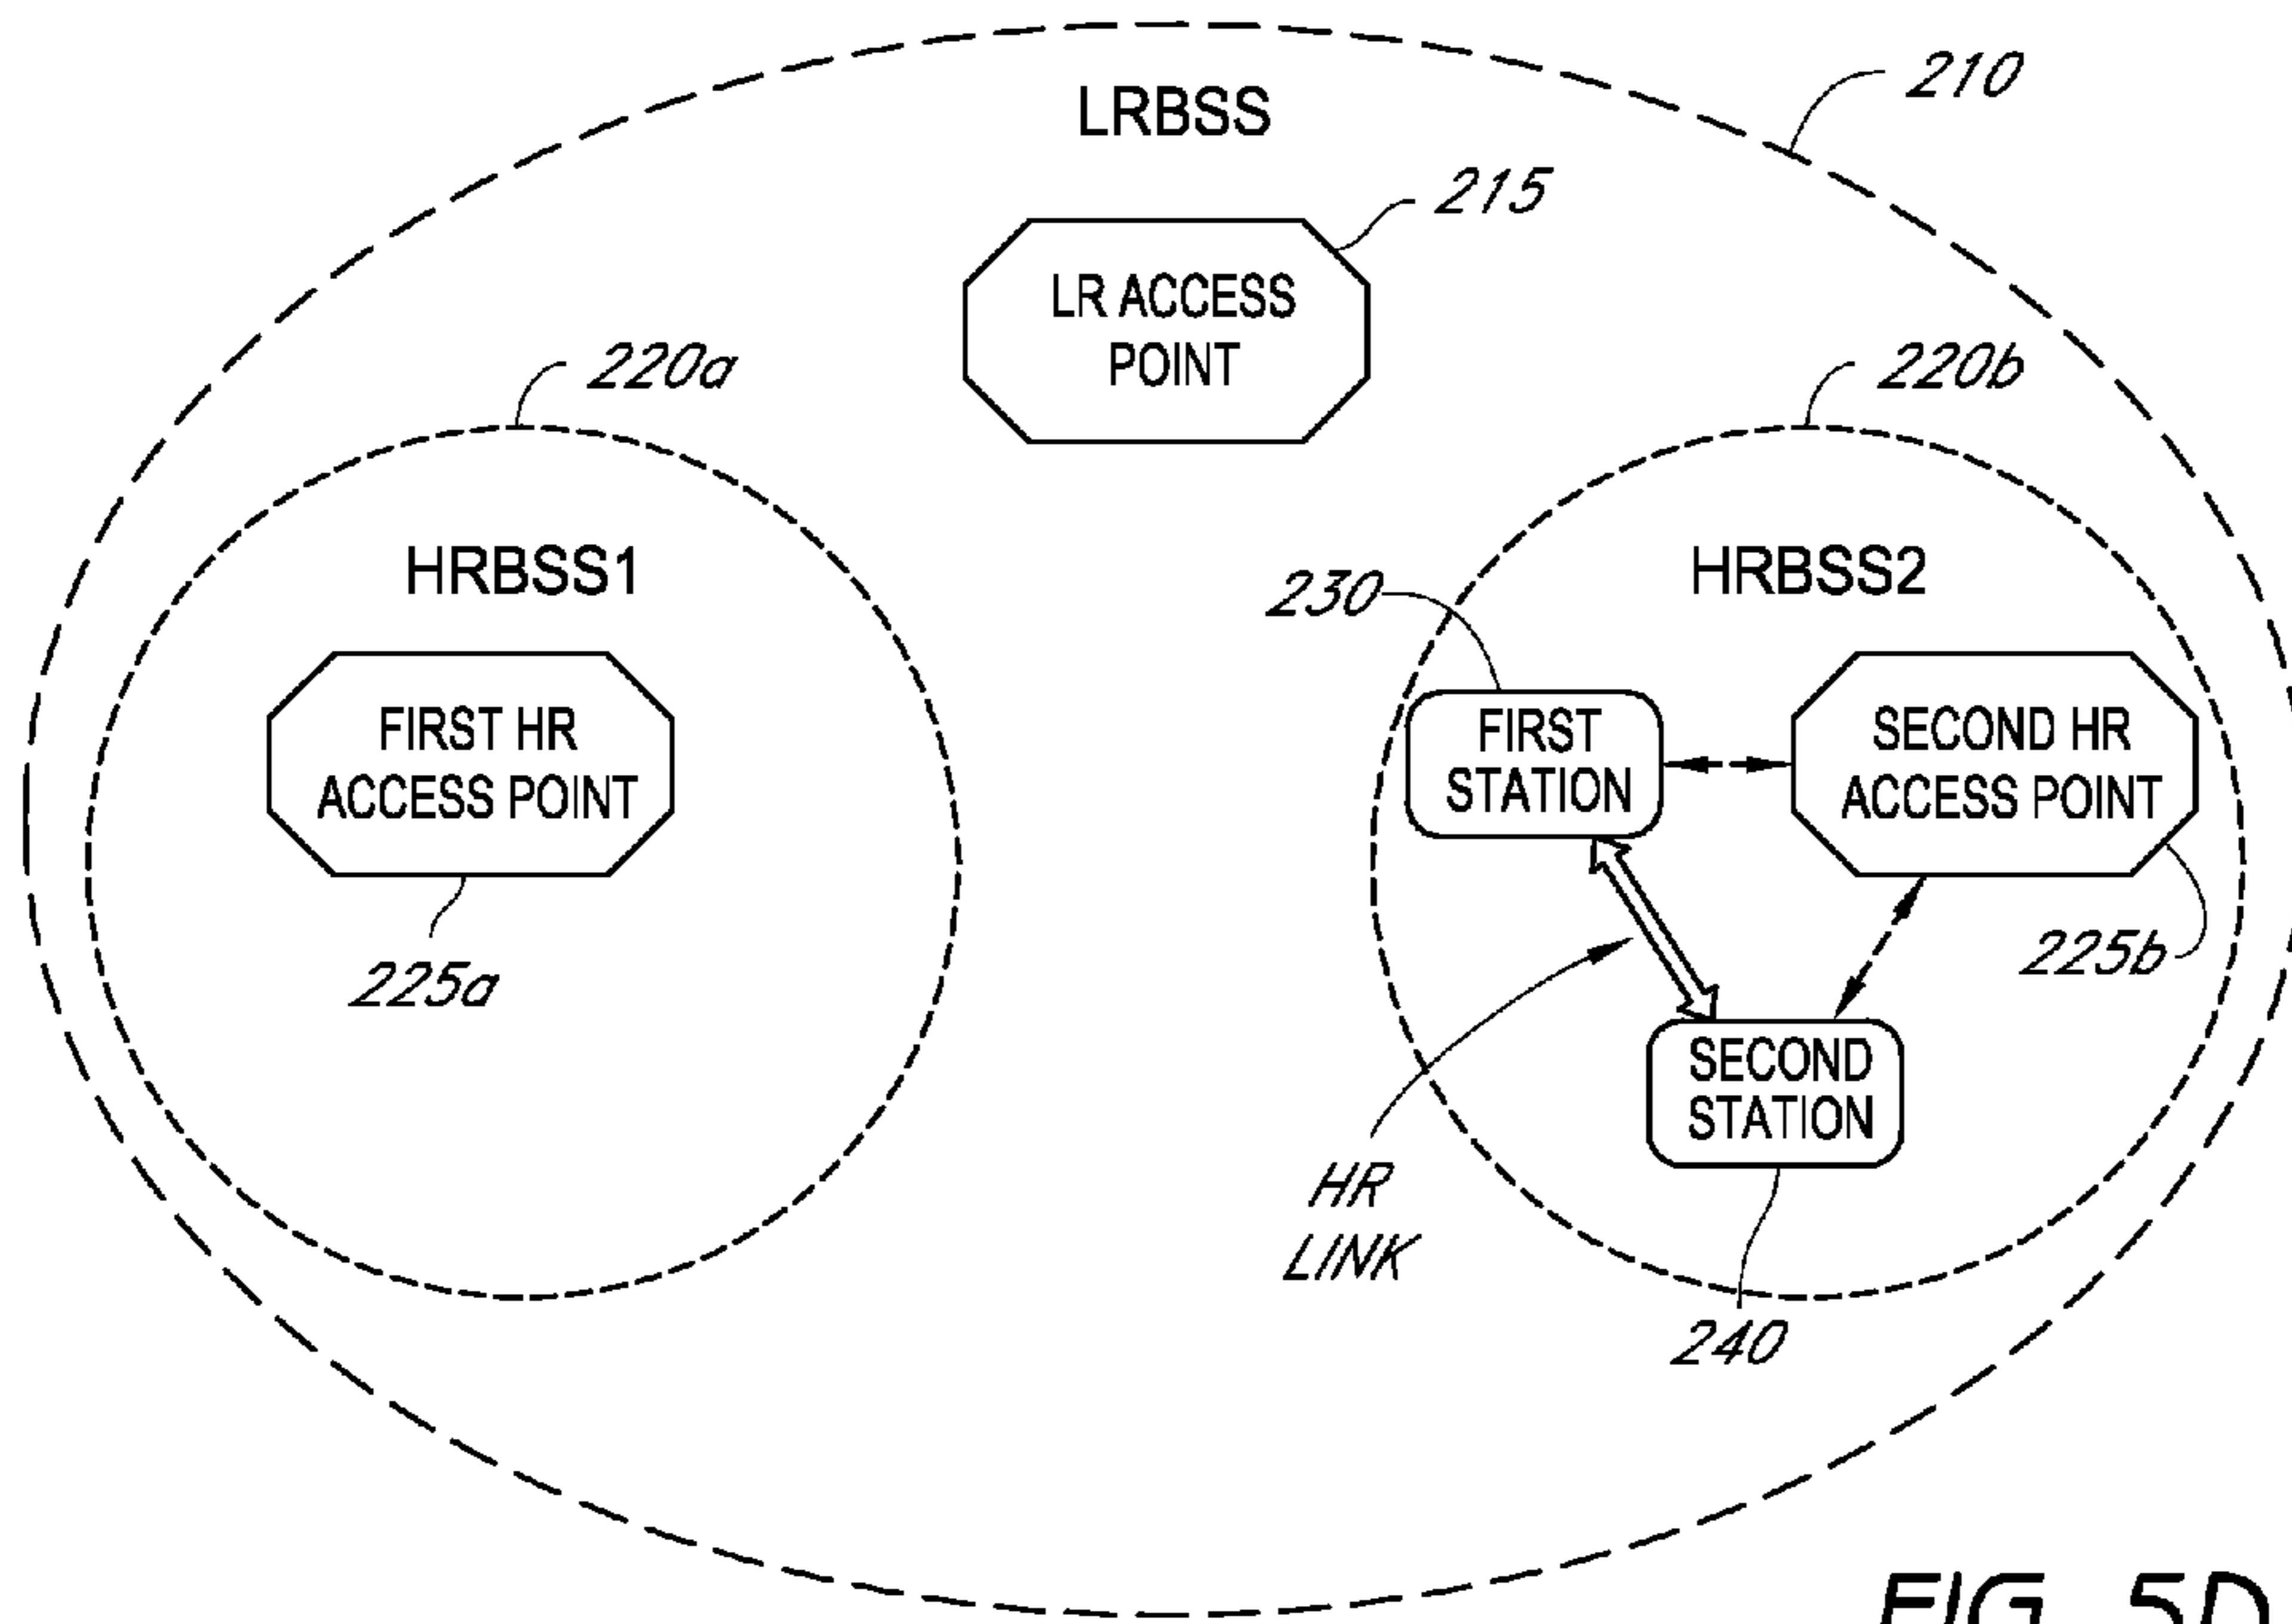 LRBSS
210
215
LR ACCESS
POINT
220a
220b
HRBSS1
HRBSS2
230
FIRST HR
ACCESS POINT
FIRST
STATION
SECOND HR
ACCESS POINT
225a
225b
SECOND
STATION
HR
LINK
240
FIG. 5D